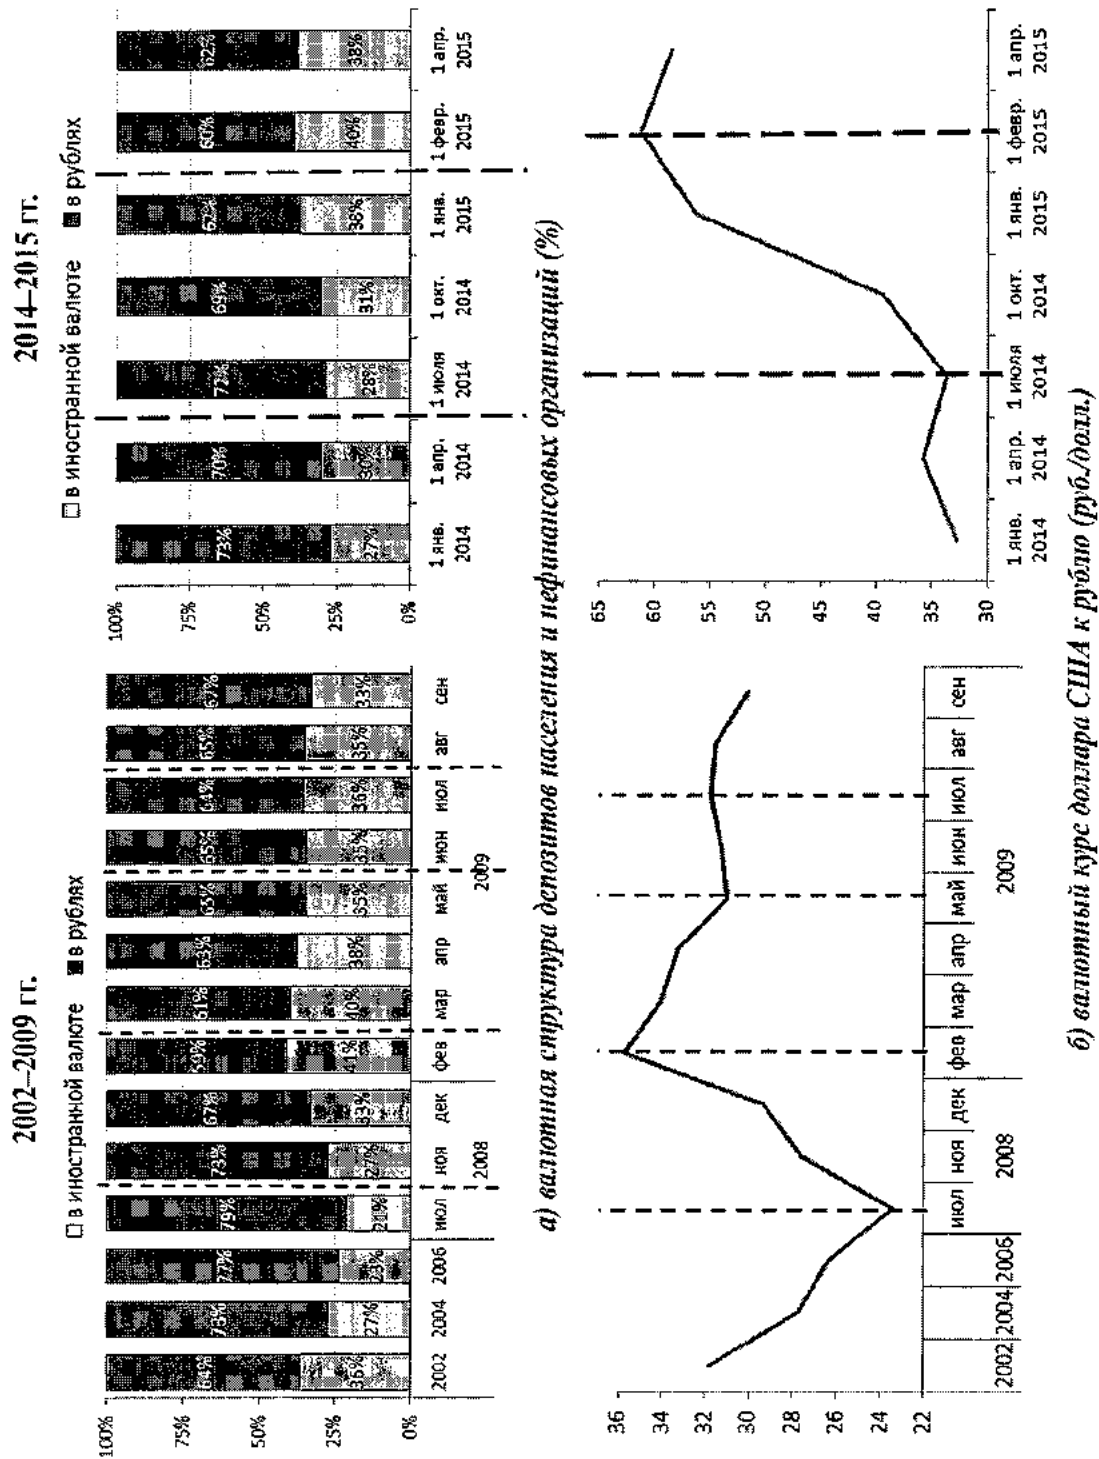 2002–2009 гг.
в иностранной валюте в рублях
100%
75%
50%
25%
0%
64% 73% 77% 79% 73% 67% 59% 61% 63% 65% 65% 64% 65% 67%
36% 27% 23% 21% 27% 33% 41% 40% 38% 35% 35% 36% 35% 33%
2002 2004 2006 июл ноя дек фев мар апр май июн июл авг сен
2008 2009
2014–2015 гг.
в иностранной валюте в рублях
100%
75%
50%
25%
0%
73% 70% 72% 69% 62% 60% 62%
27% 30% 28% 31% 38% 40% 38%
1 янв. 1 апр. 1 июля 1 окт. 1 янв. 1 февр. 1 апр.
2014 2014 2014 2014 2015 2015 2015
а) валютная структура депозитов населения и нефинансовых организаций (%)
36
34
32
30
28
26
24
22
2002 2004 2006 июл ноя дек фев мар апр май июн июл авг сен
2008 2009
65
60
55
50
45
40
35
30
1 янв. 1 апр. 1 июля 1 окт. 1 янв. 1 февр. 1 апр.
2014 2014 2014 2014 2015 2015 2015
б) валютный курс доллара США к рублю (руб./долл.)